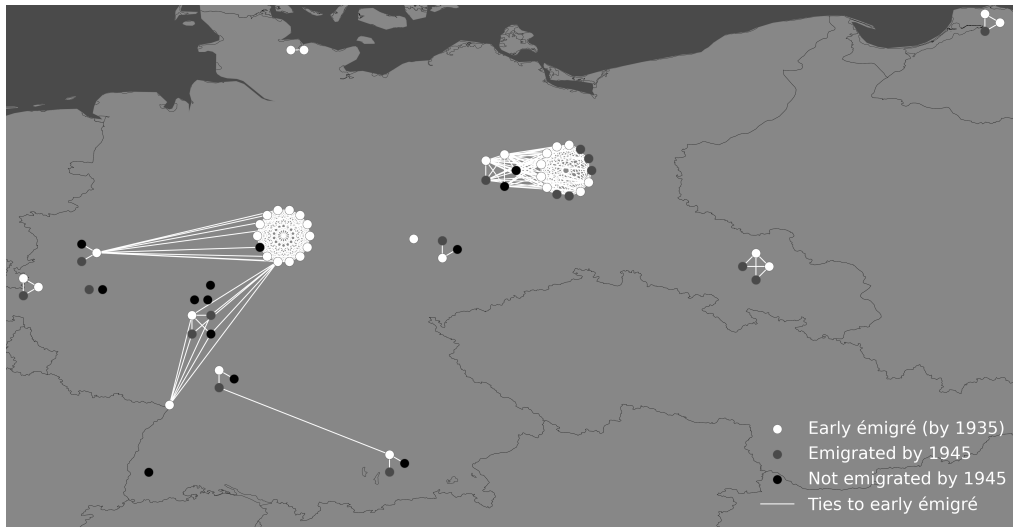 Early émigré (by 1935)
Emigrated by 1945
Not emigrated by 1945
Ties to early émigré